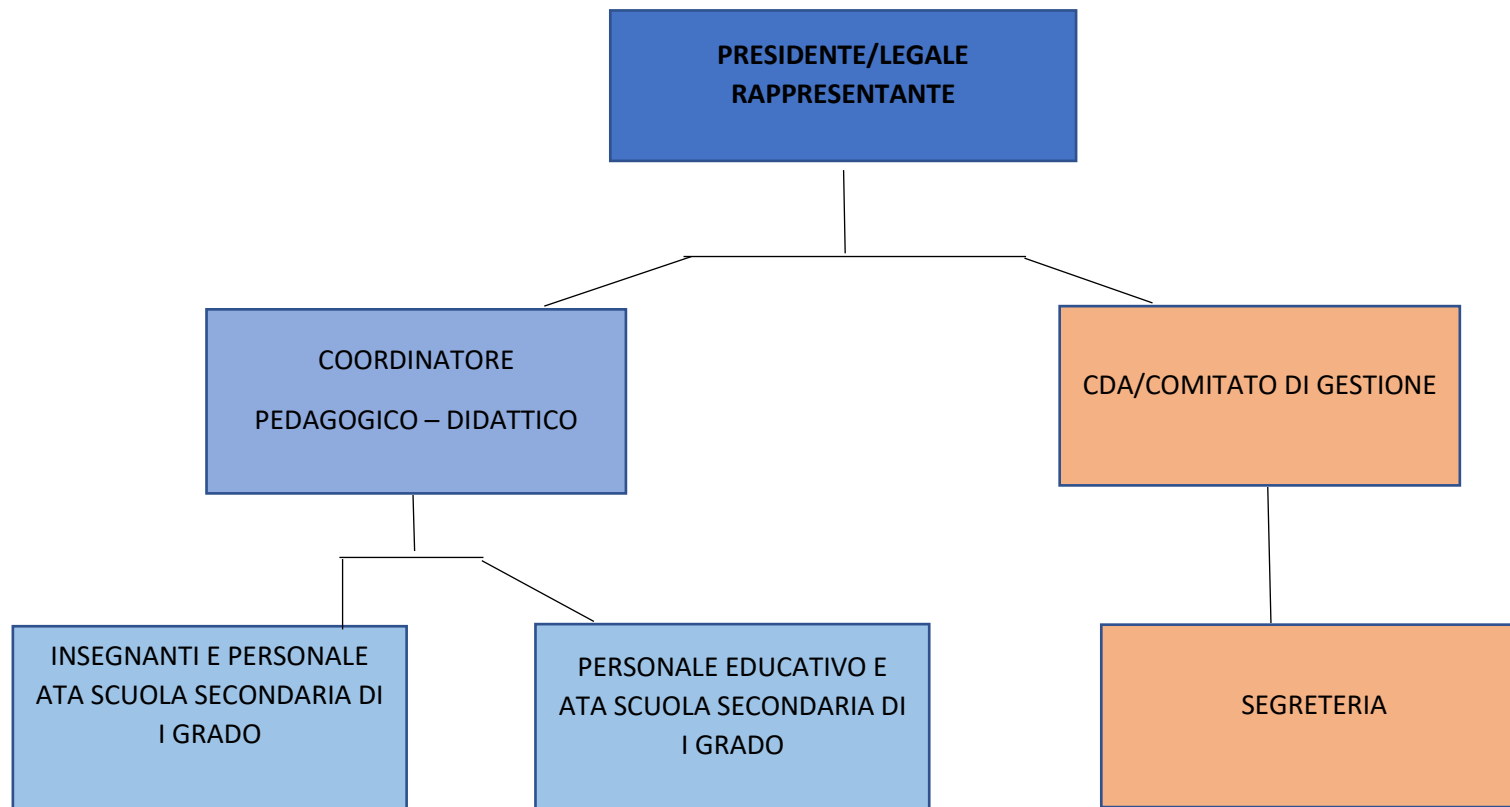 PRESIDENTE/LEGALE
RAPPRESENTANTE
COORDINATORE
PEDAGOGICO – DIDATTICO
CDA/COMITATO DI GESTIONE
INSEGNANTI E PERSONALE
ATA SCUOLA SECONDARIA DI
I GRADO
PERSONALE EDUCATIVO E
ATA SCUOLA SECONDARIA DI
I GRADO
SEGRETERIA